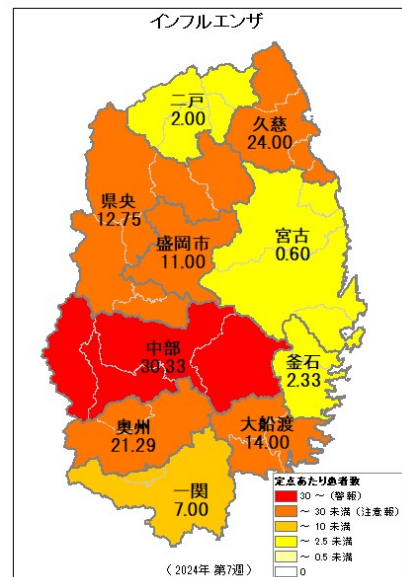 インフルエンザ
二戸
2.00
久慈
24.00
県央
12.75
盛岡市
11.00
宮古
0.60
中部
30.33
釜石
2.33
奥州
21.29
大船渡
14.00
一関
7.00
定点あたり患者数
30 ～ (警報)
～ 30 未満 (注意報)
～ 10 未満
～ 2.5 未満
～ 0.5 未満
0
( 2024年 第7週 )